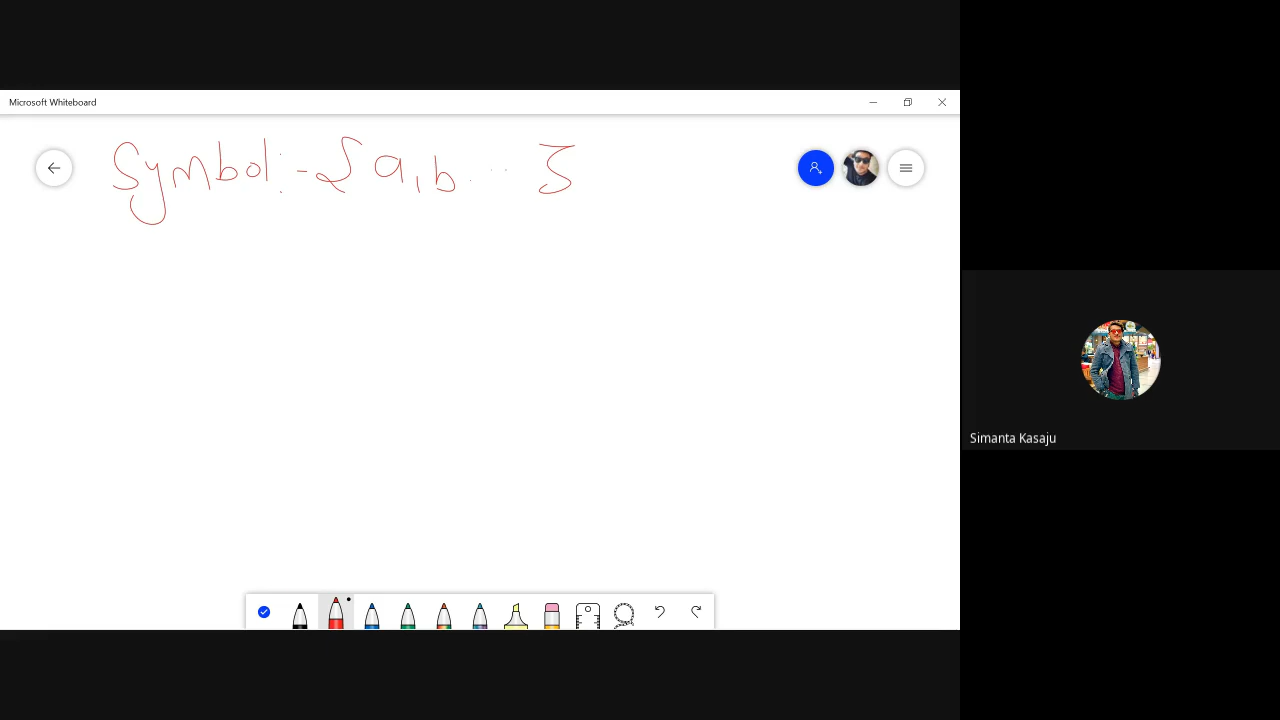 Microsoft Whiteboard
Symbol:- { a, b ..... }
Simanta Kasaju